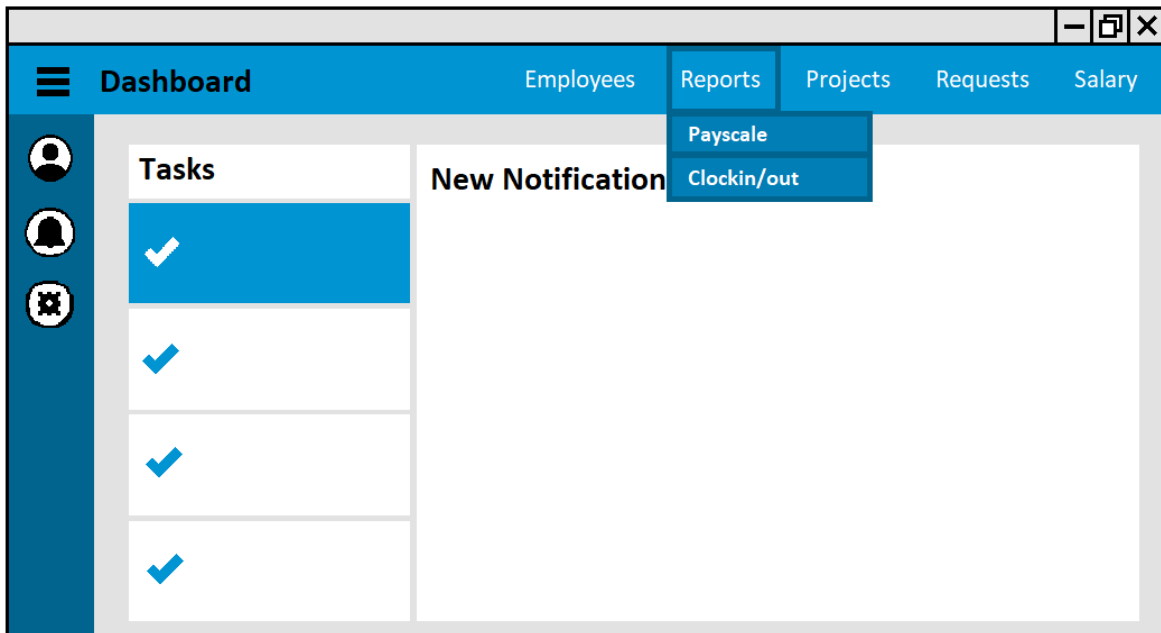 Dashboard
Employees
Reports
Projects
Requests
Salary
Payscale
Clockin/out
Tasks
New Notification